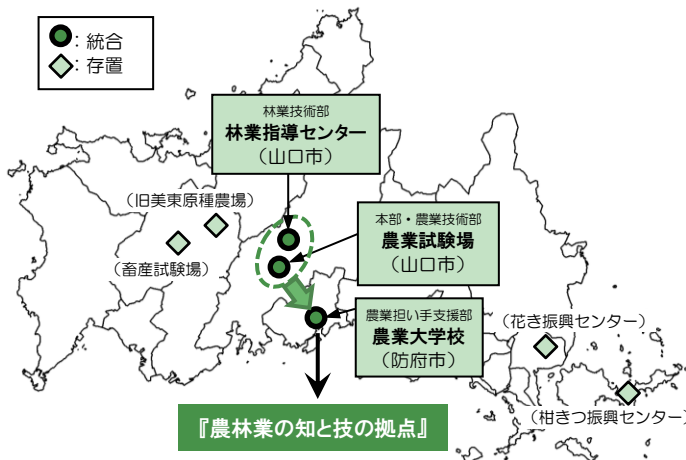 ：統合
：存置
林業技術部
林業指導センター
（山口市）
（旧美東原種農場）
本部・農業技術部
農業試験場
（山口市）
（畜産試験場）
農業担い手支援部
農業大学校
（防府市）
（花き振興センター）
（柑きつ振興センター）
『農林業の知と技の拠点』